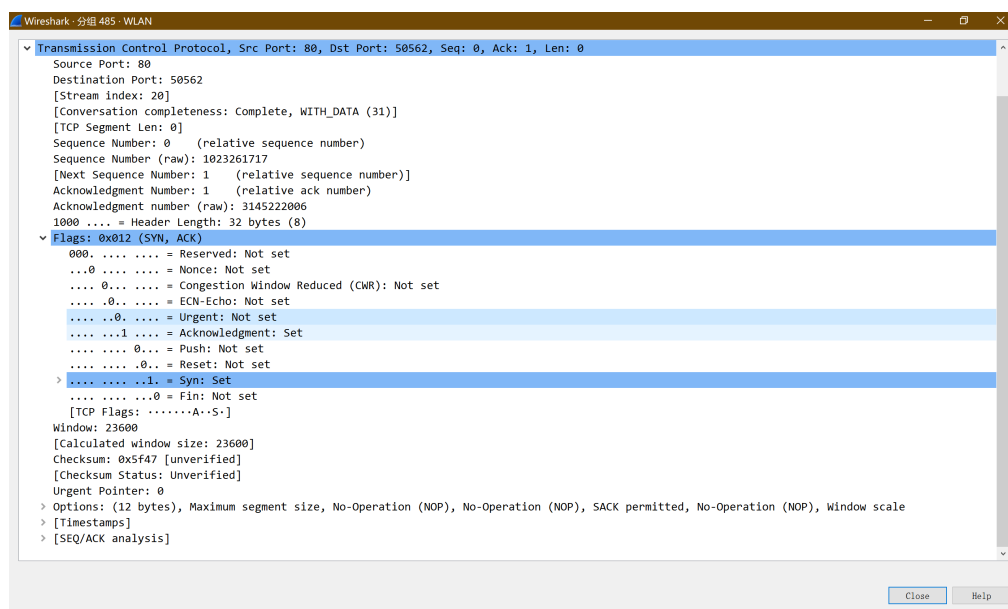 Wireshark · 分组 485 · WLAN
Transmission Control Protocol, Src Port: 80, Dst Port: 50562, Seq: 0, Ack: 1, Len: 0
Source Port: 80
Destination Port: 50562
[Stream index: 20]
[Conversation completeness: Complete, WITH_DATA (31)]
[TCP Segment Len: 0]
Sequence Number: 0    (relative sequence number)
Sequence Number (raw): 1023261717
[Next Sequence Number: 1    (relative sequence number)]
Acknowledgment Number: 1    (relative ack number)
Acknowledgment number (raw): 3145222006
1000 .... = Header Length: 32 bytes (8)
Flags: 0x012 (SYN, ACK)
000. .... .... = Reserved: Not set
...0 .... .... = Nonce: Not set
.... 0... .... = Congestion Window Reduced (CWR): Not set
.... .0.. .... = ECN-Echo: Not set
.... ..0. .... = Urgent: Not set
.... ...1 .... = Acknowledgment: Set
.... .... 0... = Push: Not set
.... .... .0.. = Reset: Not set
.... .... ..1. = Syn: Set
.... .... ...0 = Fin: Not set
[TCP Flags: ·······A··S·]
Window: 23600
[Calculated window size: 23600]
Checksum: 0x5f47 [unverified]
[Checksum Status: Unverified]
Urgent Pointer: 0
Options: (12 bytes), Maximum segment size, No-Operation (NOP), No-Operation (NOP), SACK permitted, No-Operation (NOP), Window scale
[Timestamps]
[SEQ/ACK analysis]
Close Help